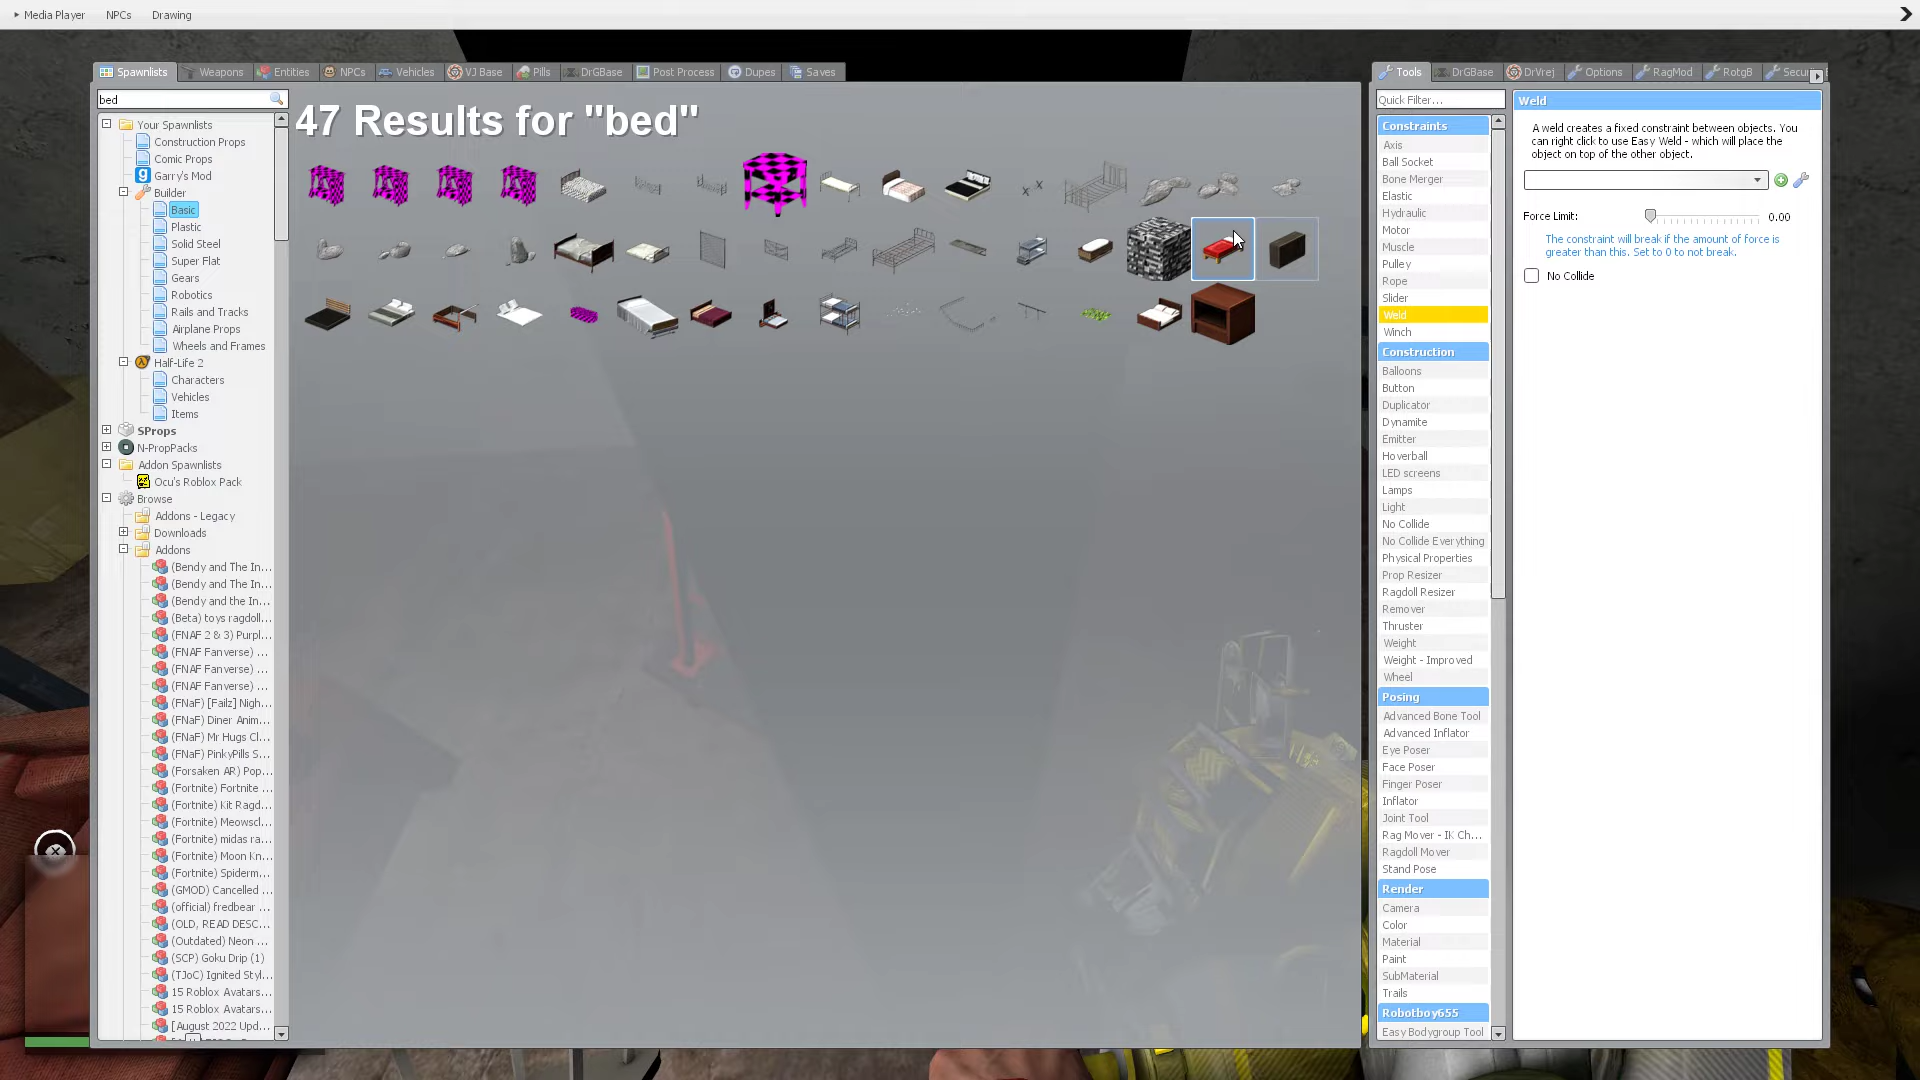 Media Player NPCs Drawing
Spawnlists Weapons Entities NPCs Vehicles VJ Base Pills DrGBase Post Process Dupes Saves
bed
47 Results for "bed"
Your Spawnlists
Construction Props
Comic Props
Garry's Mod
Builder
Basic
Plastic
Solid Steel
Super Flat
Gears
Robotics
Rails and Tracks
Airplane Props
Wheels and Frames
Half-Life 2
Characters
Vehicles
Items
SProps
N-PropPacks
Addon Spawnlists
Ocu's Roblox Pack
Browse
Addons - Legacy
Downloads
Addons
(Bendy and The In...
(Bendy and The In...
(Bendy and the In...
(Beta) toys ragdoll...
(FNAF 2 & 3) Purpl...
(FNAF Fanverse) ...
(FNAF Fanverse) ...
(FNAF Fanverse) ...
(FNaF) [Failz] Nigh...
(FNaF) Diner Anim...
(FNaF) Mr Hugs Cl...
(FNaF) PinkyPills S...
(Forsaken AR) Pop...
(Fortnite) Fortnite ...
(Fortnite) Kit Ragd...
(Fortnite) Meowscl...
(Fortnite) midas ra...
(Fortnite) Moon Kn...
(Fortnite) Spiderm...
(GMOD) Cancelled ...
(official) fredbear ...
(OLD, READ DESC...
(Outdated) Neon ...
(SCP) Goku Drip (1)
(TJoC) Ignited Styl...
15 Roblox Avatars...
15 Roblox Avatars...
[August 2022 Upd...
Tools DrGBase DrVrej Options RagMod RotgB
Quick Filter...
Constraints
Axis
Ball Socket
Bone Merger
Elastic
Hydraulic
Motor
Muscle
Pulley
Rope
Slider
Weld
Winch
Construction
Balloons
Button
Duplicator
Dynamite
Emitter
Hoverball
LED screens
Lamps
Light
No Collide
No Collide Everything
Physical Properties
Prop Resizer
Ragdoll Resizer
Remover
Thruster
Weight
Weight - Improved
Wheel
Posing
Advanced Bone Tool
Advanced Inflator
Eye Poser
Face Poser
Finger Poser
Inflator
Joint Tool
Rag Mover - IK Ch...
Ragdoll Mover
Stand Pose
Render
Camera
Color
Material
Paint
SubMaterial
Trails
Robotboy655
Easy Bodygroup Tool
Weld
A weld creates a fixed constraint between objects. You
can right click to use Easy Weld - which will place the
object on top of the other object.
Force Limit: 0.00
The constraint will break if the amount of force is
greater than this. Set to 0 to not break.
No Collide